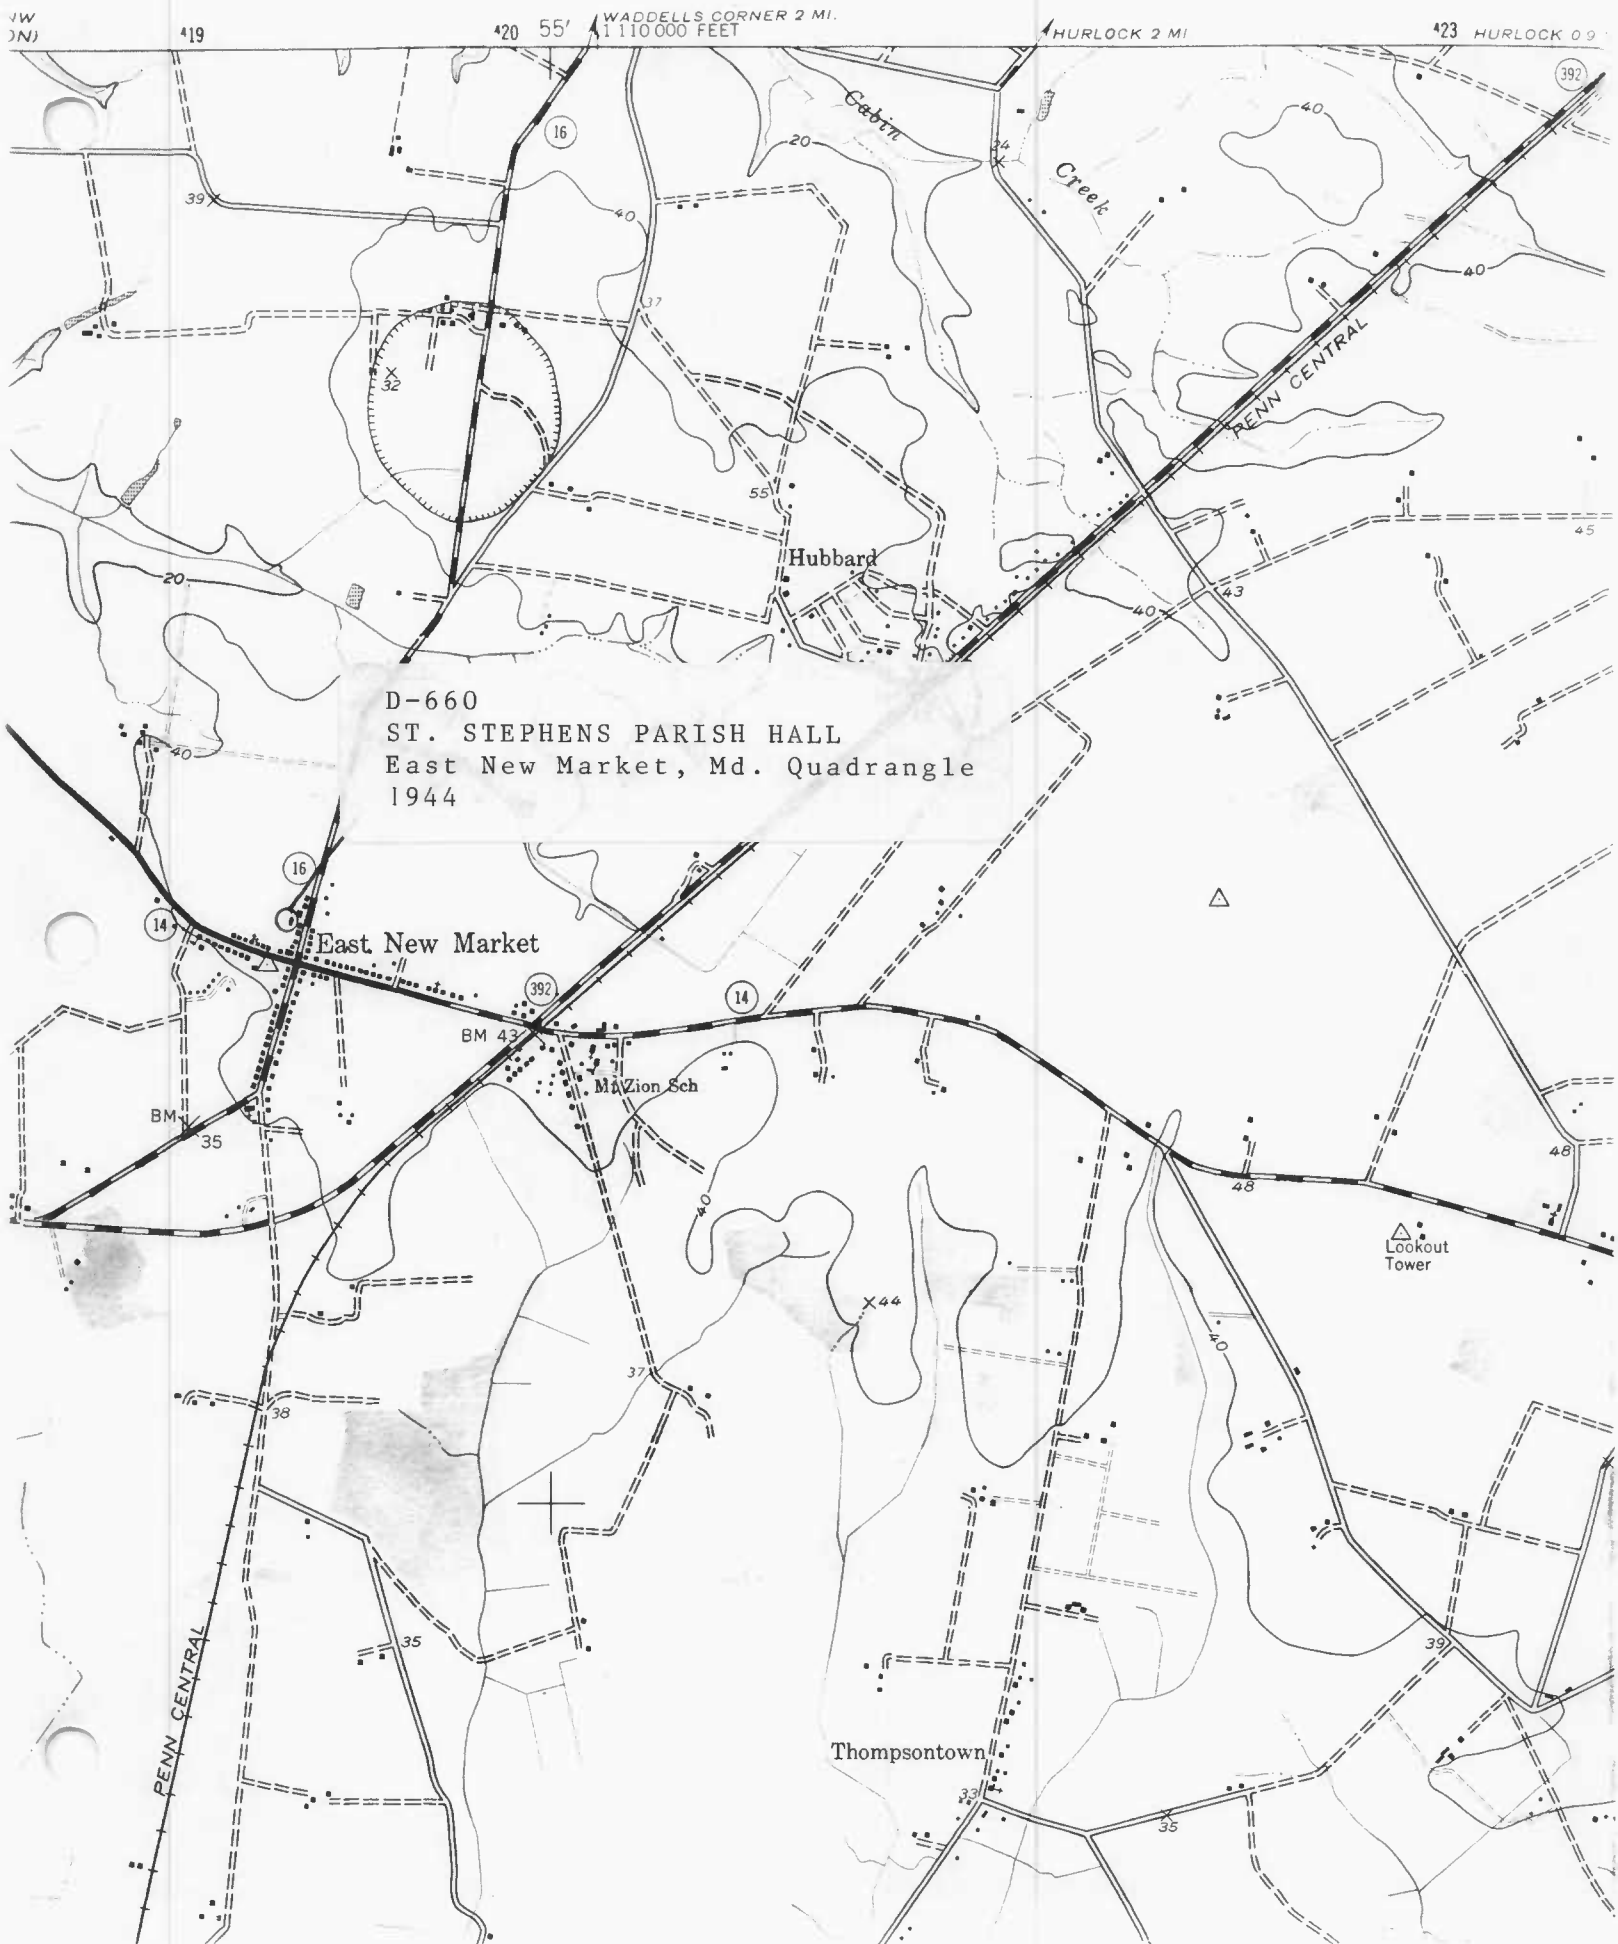 WADDELLS CORNER 2 MI.
419
420
55'
1 110 000 FEET
HURLOCK 2 MI
423
HURLOCK 0 9
392
16
Cabin
Creek
40
20
34
39
40
40
37
PENN CENTRAL
32
55
45
Hubbard
20
43
40
D-660
ST. STEPHENS PARISH HALL
East New Market, Md. Quadrangle
1944
40
16
14
East New Market
392
14
BM 43
Mt Zion Sch
BM
35
48
48
40
Lookout
Tower
44
40
37
38
35
39
PENN CENTRAL
Thompsontown
33
35